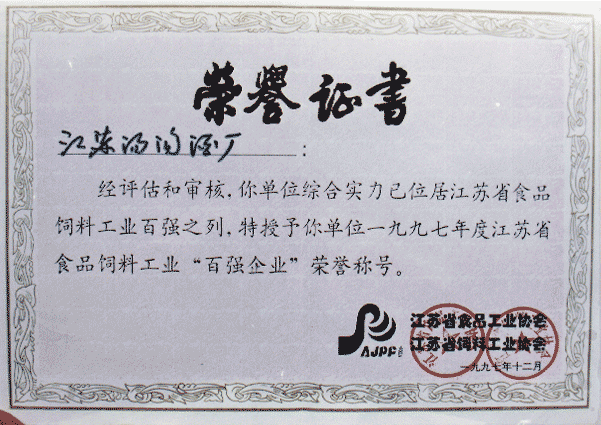 荣誉证书
江苏汤沟酒厂：
经评估和审核，你单位综合实力已位居江苏省食品
饲料工业百强之列，特授予你单位一九九七年度江苏省
食品饲料工业“百强企业”荣誉称号。
AJPF
江苏省食品工业协会
江苏省饲料工业协会
一九九七年十二月